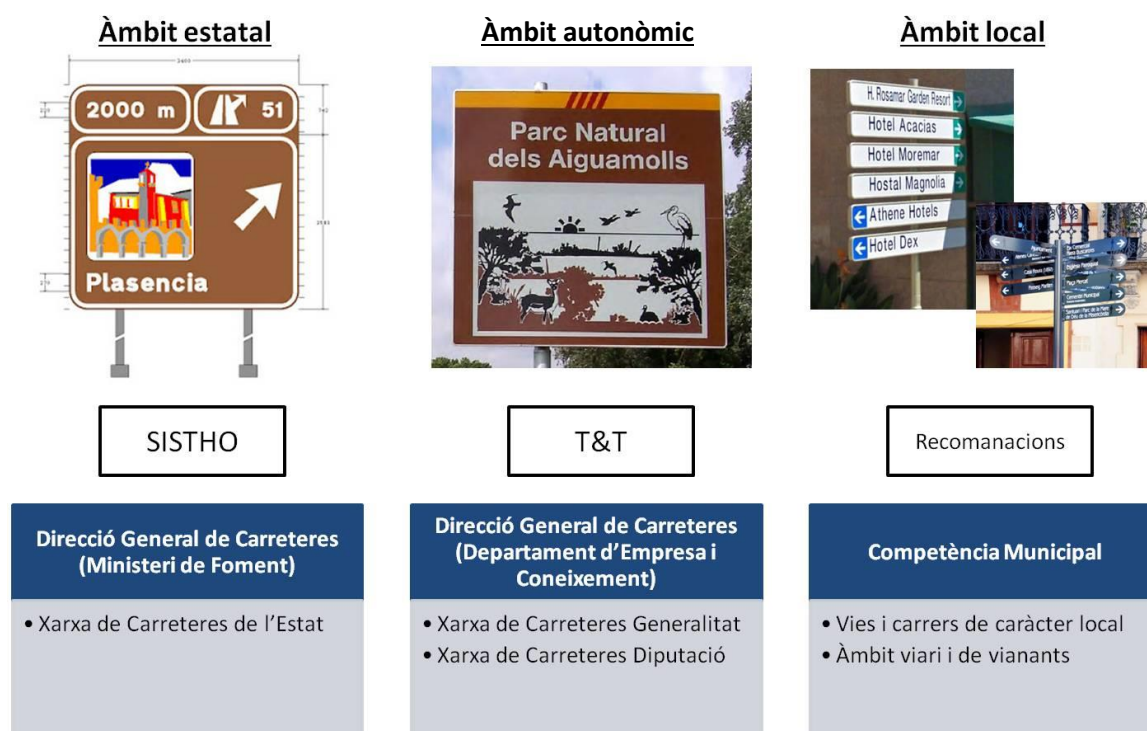 Àmbit estatal
2000 m
51
Plasencia
SISTHO
Direcció General de Carreteres
(Ministeri de Foment)
• Xarxa de Carreteres de l’Estat
Àmbit autonòmic
Parc Natural
dels Aiguamolls
T&T
Direcció General de Carreteres
(Departament d’Empresa i
Coneixement)
• Xarxa de Carreteres Generalitat
• Xarxa de Carreteres Diputació
Àmbit local
H. Rosamar Garden Resort
Hotel Acacias
Hotel Moremar
Hostal Magnolia
Athene Hotels
Hotel Dex
Recomanacions
Competència Municipal
• Vies i carrers de caràcter local
• Àmbit viari i de vianants